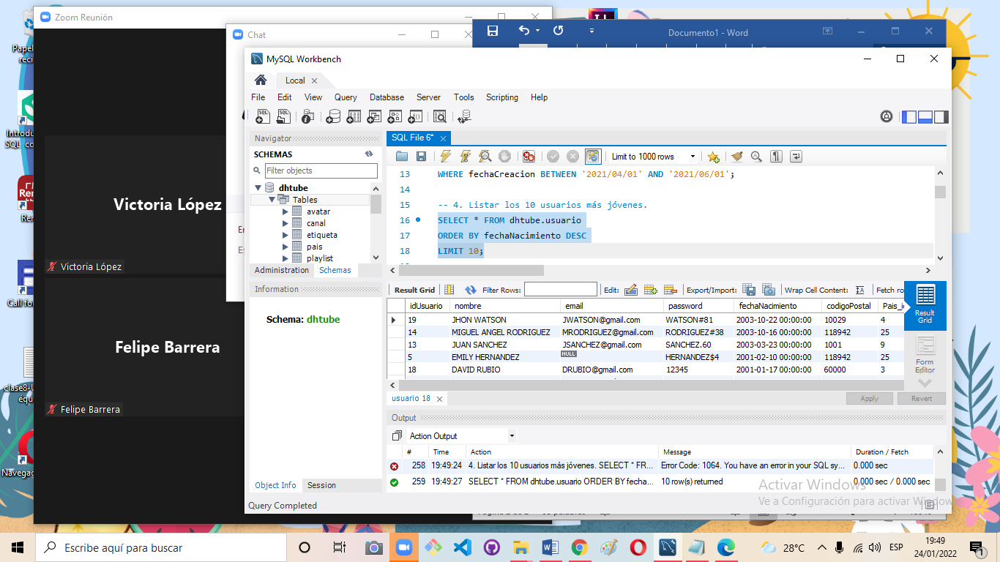 Zoom Reunión
Chat
Documento1 - Word
MySQL Workbench
Local
File Edit View Query Database Server Tools Scripting Help
Navigator
SCHEMAS
Filter objects
dhtube
Tables
avatar
canal
etiqueta
pais
playlist
Administration Schemas
Information
Schema: dhtube
Object Info Session
Query Completed
SQL File 6*
Limit to 1000 rows
13 WHERE fechaCreacion BETWEEN '2021/04/01' AND '2021/06/01';
14
15 -- 4. Listar los 10 usuarios más jóvenes.
16 SELECT * FROM dhtube.usuario
17 ORDER BY fechaNacimiento DESC
18 LIMIT 10;
Result Grid Filter Rows: Edit: Export/Import: Wrap Cell Content: Fetch ro
idUsuario nombre email password fechaNacimiento codigoPostal Pais_i
19 JHON WATSON JWATSON@gmail.com WATSON#81 2003-10-22 00:00:00 10029 4
14 MIGUEL ANGEL RODRIGUEZ MRODRIGUEZ@gmail.com RODRIGUEZ#38 2003-10-16 00:00:00 118942 25
13 JUAN SANCHEZ JSANCHEZ@gmail.com SANCHEZ.60 2003-03-23 00:00:00 1001 9
5 EMILY HERNANDEZ NULL HERNANDEZ$4 2001-02-10 00:00:00 118942 25
18 DAVID RUBIO DRUBIO@gmail.com 12345 2001-01-17 00:00:00 60000 3
Result
Grid
Form
Editor
usuario 18
Apply Revert
Output
Action Output
# Time Action Message Duration / Fetch
258 19:49:24 4. Listar los 10 usuarios más jóvenes. SELECT * FR... Error Code: 1064. You have an error in your SQL sy... 0.000 sec
259 19:49:27 SELECT * FROM dhtube.usuario ORDER BY fecha... 10 row(s) returned 0.000 sec / 0.000 sec
Activar Windows
Ve a Configuración para activar Window
Victoria López
Victoria López
Felipe Barrera
Felipe Barrera
Papel
reci
Introdu
SQL_co
Rem
Re
Call fo
clase8-U
équ
Navegac
Escribe aquí para buscar
28°C
ESP
19:49
24/01/2022
1